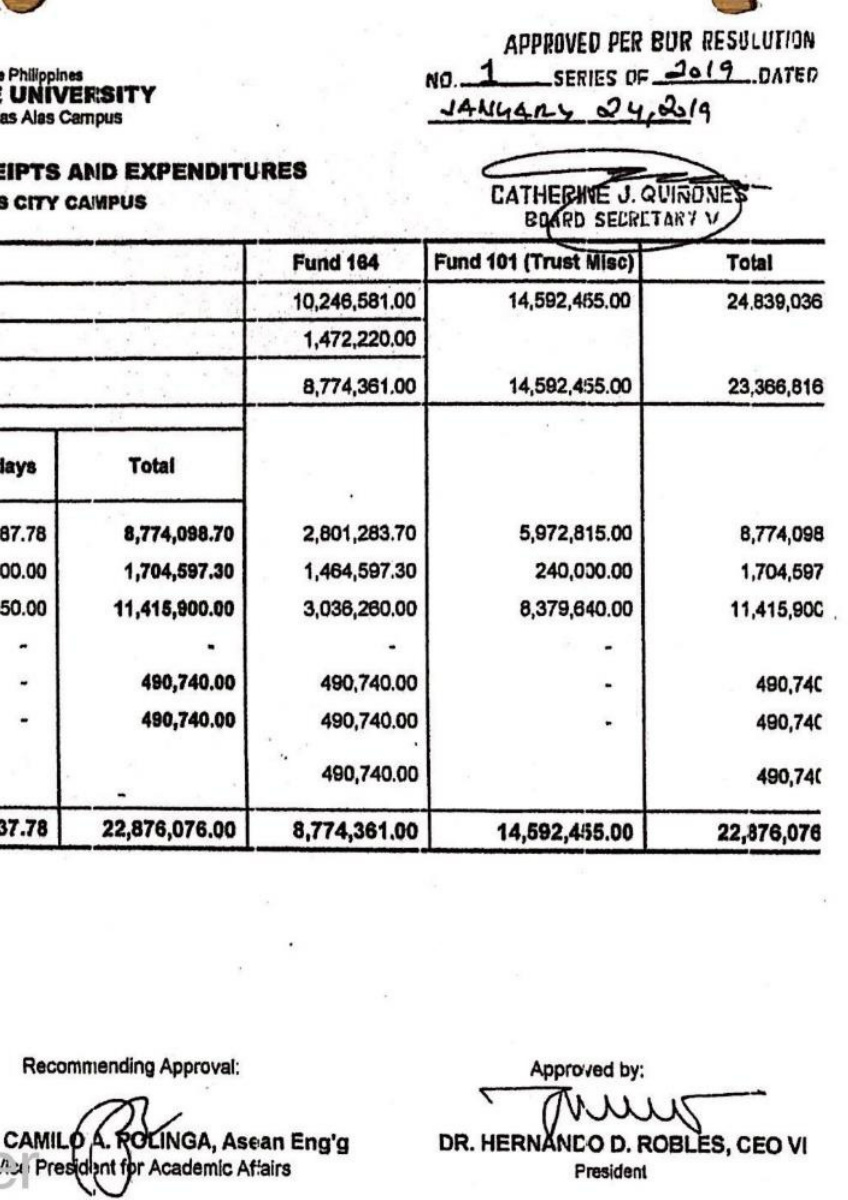 APPROVED PER BUR RESULUTION
NO. 1 SERIES OF 2019 DATED
JANUARY 24, 2019
e Philippines
E UNIVERSITY
as Alas Campus
CATHERINE J. QUIÑONES
BOARD SECRETARY V
EIPTS AND EXPENDITURES
S CITY CAMPUS
Fund 164 Fund 101 (Trust Misc) Total
10,246,581.00 14,592,455.00 24,839,036
1,472,220.00
8,774,361.00 14,592,455.00 23,366,816
lays Total
87.78 8,774,098.70 2,801,283.70 5,972,815.00 8,774,098
00.00 1,704,597.30 1,464,597.30 240,000.00 1,704,597
50.00 11,415,900.00 3,036,260.00 8,379,640.00 11,415,900
- - - -
- 490,740.00 490,740.00 - 490,740
- 490,740.00 490,740.00 - 490,740
- 490,740.00 490,740
37.78 22,876,076.00 8,774,361.00 14,592,455.00 22,876,076
Recommending Approval: Approved by:
CAMILO A. POLINGA, Asean Eng'g DR. HERNANDO D. ROBLES, CEO VI
Vice President for Academic Affairs President
er